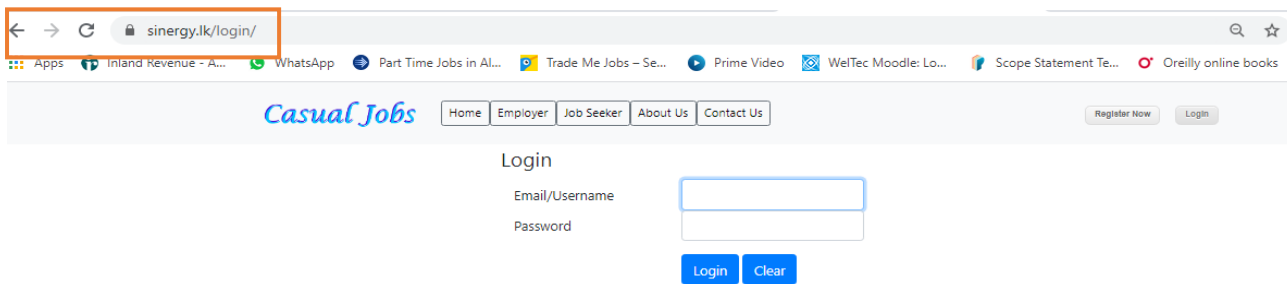 sinergy.lk/login/
Apps Inland Revenue - A... WhatsApp Part Time Jobs in Al... Trade Me Jobs – Se... Prime Video WelTec Moodle: Lo... Scope Statement Te... Oreilly online books
Casual Jobs Home Employer Job Seeker About Us Contact Us Register Now Login
Login
Email/Username
Password
Login Clear